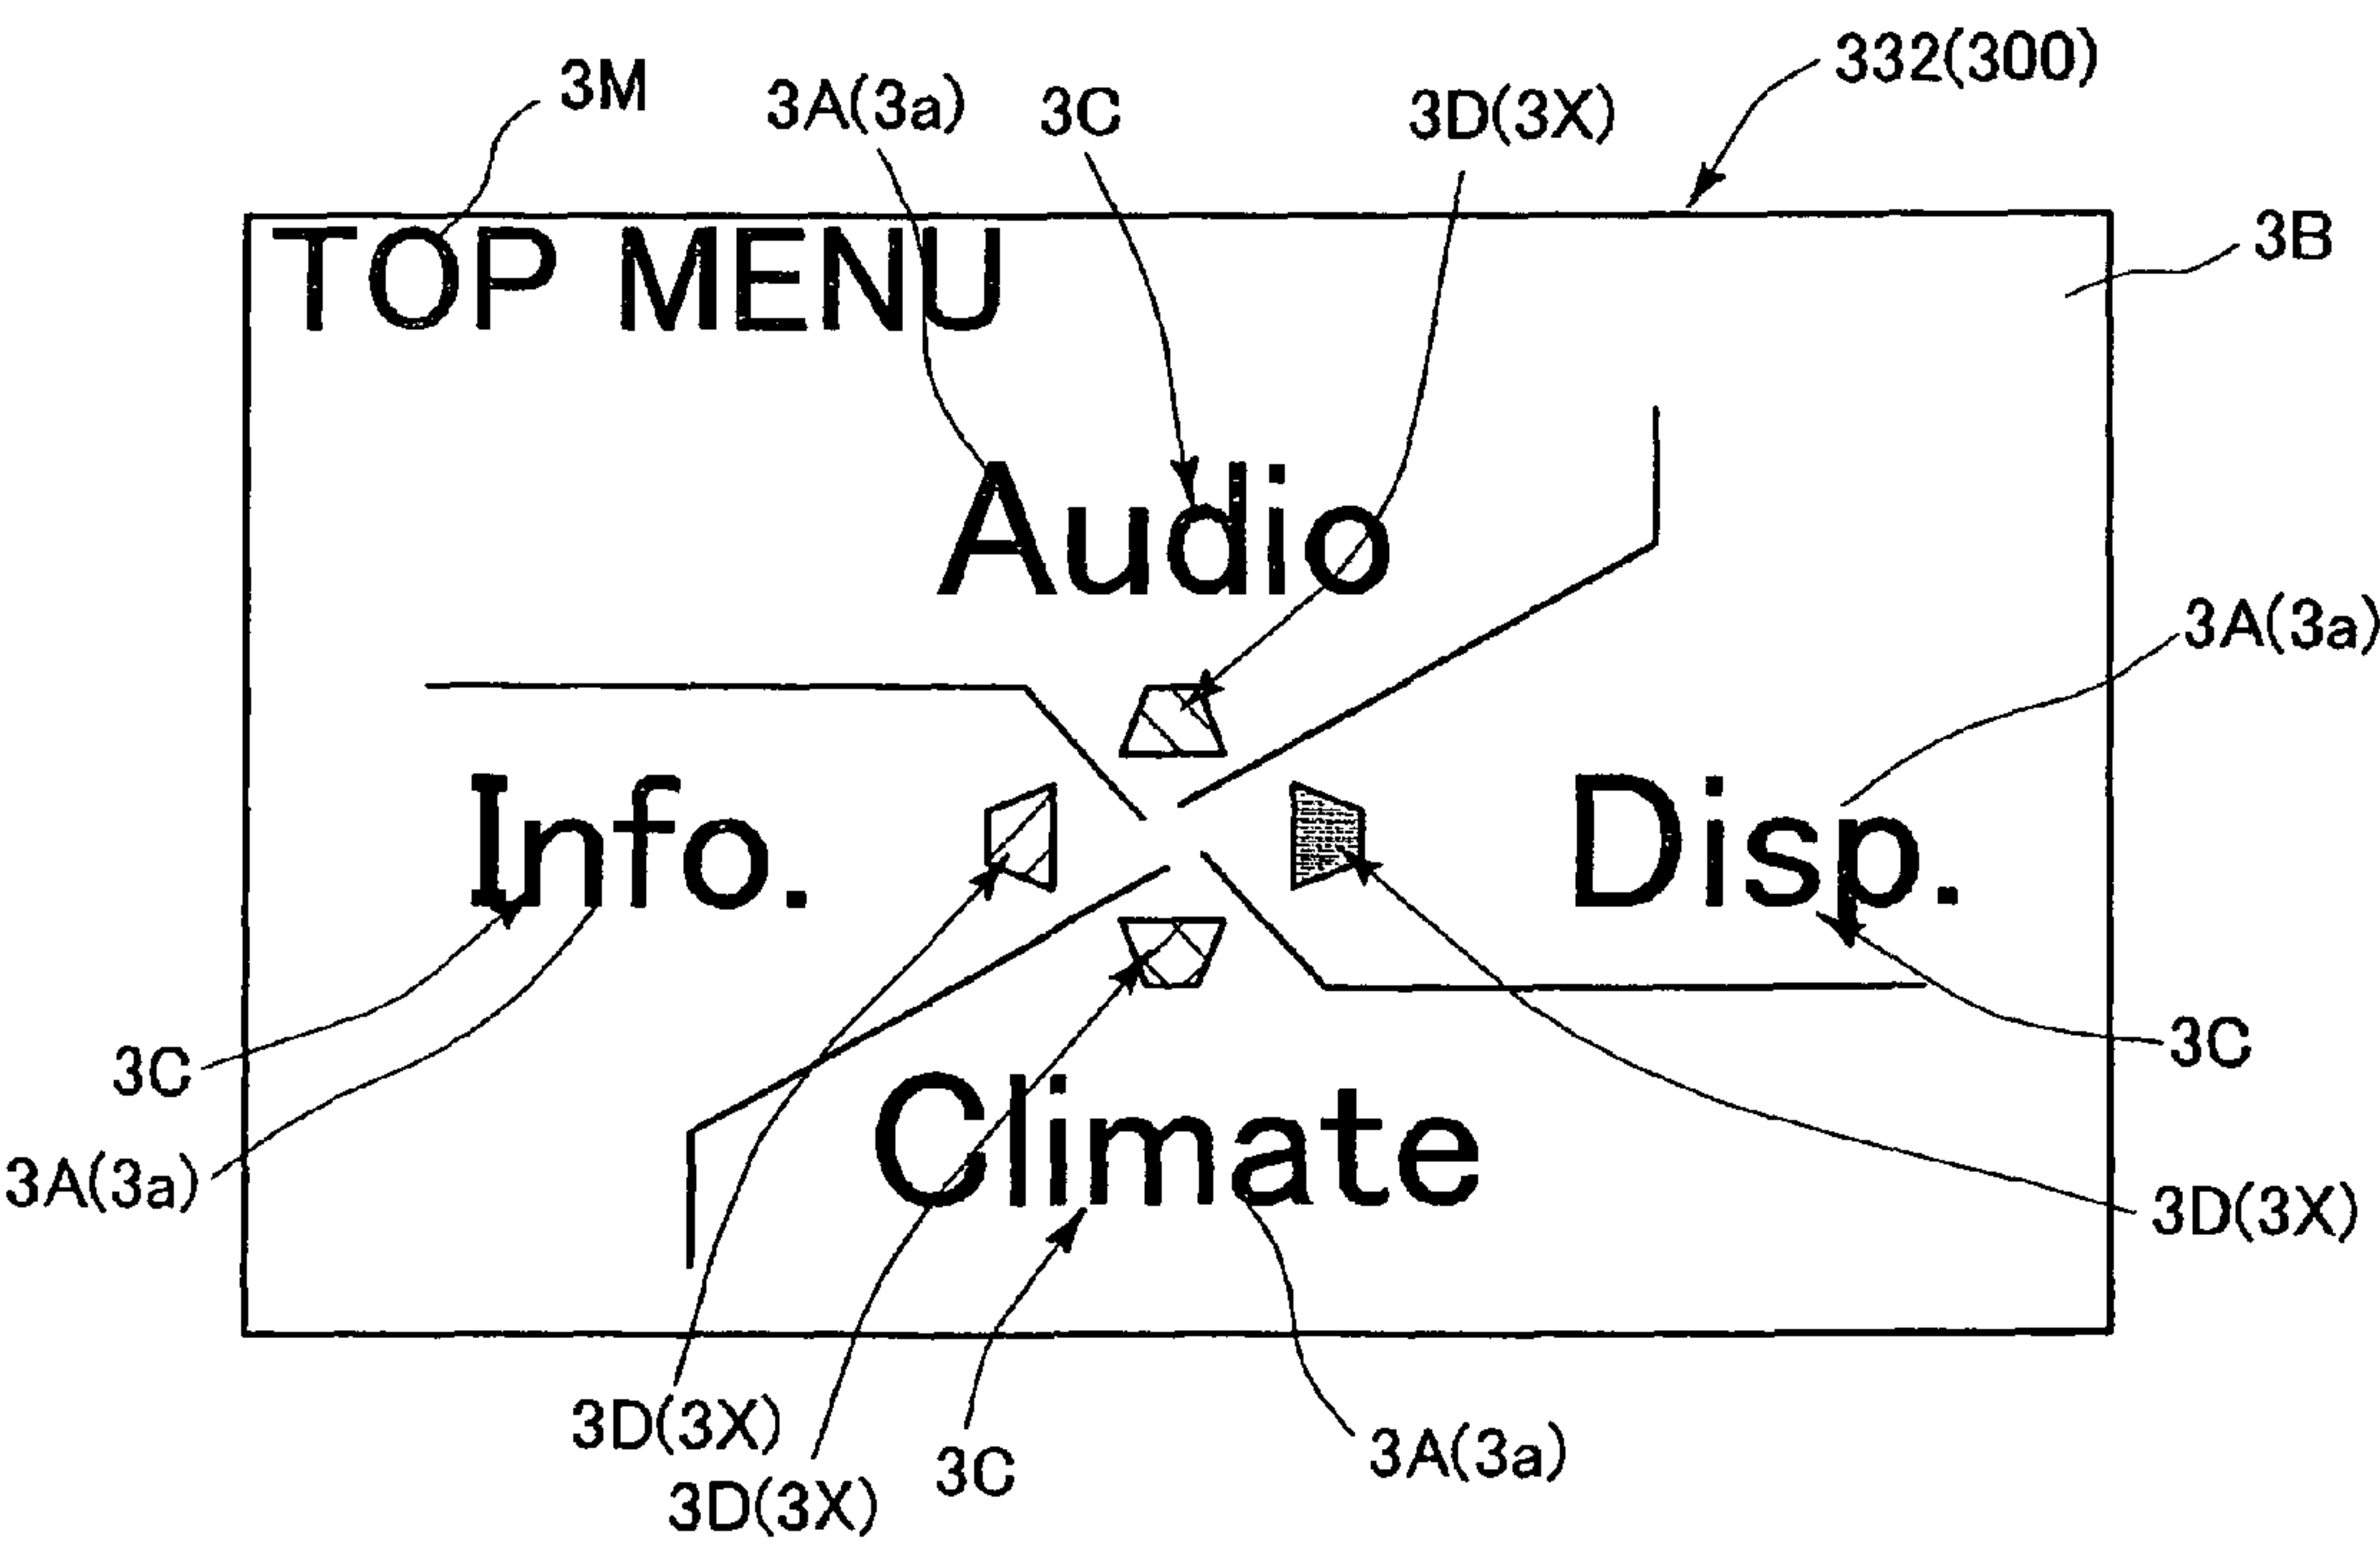 332(300)
3M
3A(3a)
3C
3D(3X)
3B
TOP MENU
Audio
3A(3a)
Info.
Disp.
3C
3C
Climate
3A(3a)
3D(3X)
3D(3X)
3C
3A(3a)
3D(3X)